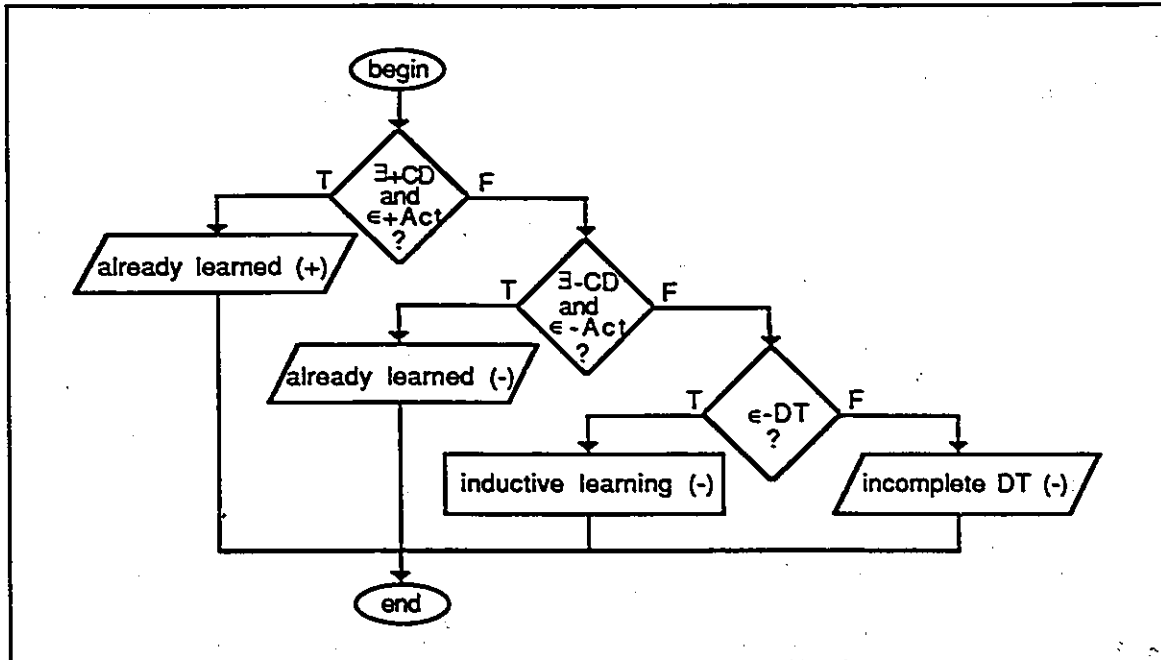 begin
T
∃+CD
and
∈+Act
?
F
already learned (+)
T
∃-CD
and
∈-Act
?
F
already learned (-)
T
∈-DT
?
F
inductive learning (-)
incomplete DT (-)
end